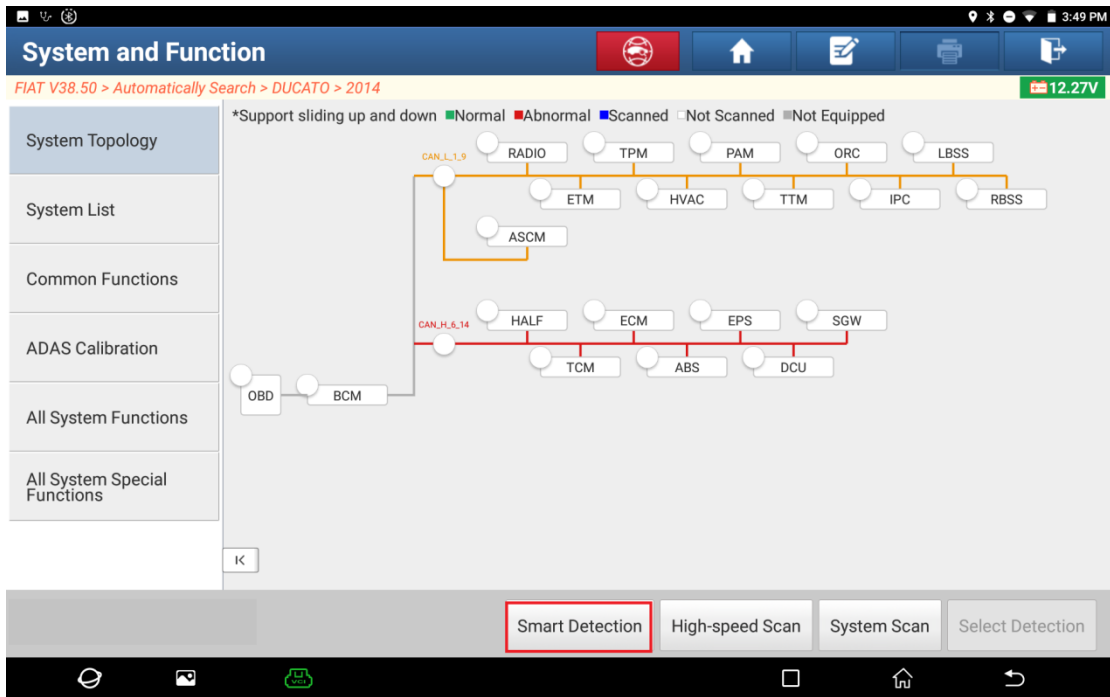 3:49 PM
System and Function
FIAT V38.50 > Automatically Search > DUCATO > 2014
12.27V
System Topology
System List
Common Functions
ADAS Calibration
All System Functions
All System Special
Functions
*Support sliding up and down Normal Abnormal Scanned Not Scanned Not Equipped
CAN_L_1_9
RADIO TPM PAM ORC LBSS
ETM HVAC TTM IPC RBSS
ASCM
CAN_H_6_14
HALF ECM EPS SGW
TCM ABS DCU
OBD BCM
Smart Detection High-speed Scan System Scan Select Detection
VCI